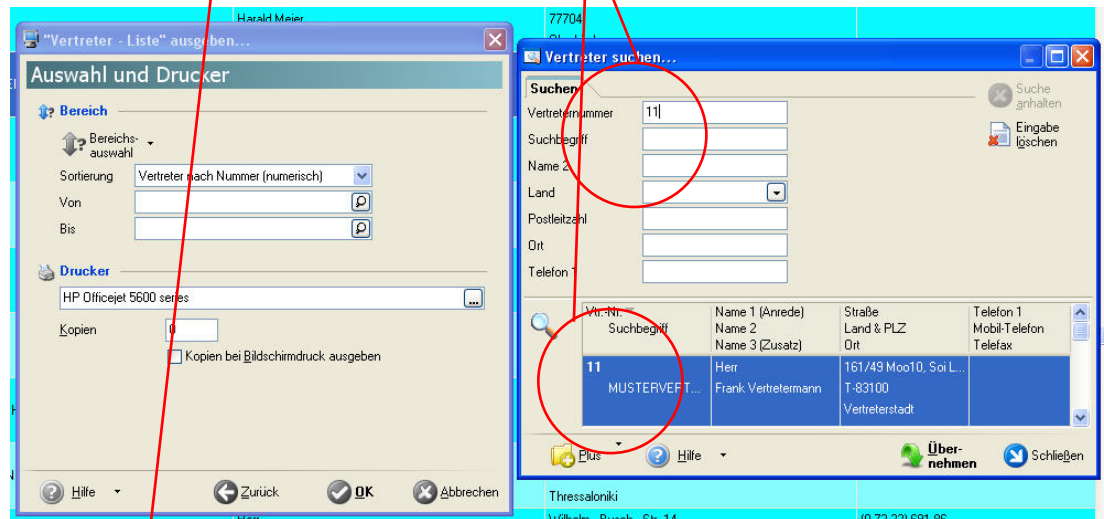 Harald Meier
77704
"Vertreter - Liste" ausgeben...
Auswahl und Drucker
Bereich
Bereichs-
auswahl
Sortierung Vertreter nach Nummer (numerisch)
Von
Bis
Drucker
HP Officejet 5600 series
...
Kopien 0
Kopien bei Bildschirmdruck ausgeben
Hilfe Zurück OK Abbrechen
Vertreter suchen...
Suchen
Suche
anhalten
Eingabe
löschen
Vertreternummer 11
Suchbegriff
Name 2
Land
Postleitzahl
Ort
Telefon 1
Vtr.-Nr. Name 1 (Anrede) Straße Telefon 1
Suchbegriff Name 2 Land & PLZ Mobil-Telefon
Name 3 (Zusatz) Ort Telefax
11 Herr 161/49 Moo10, Soi L...
MUSTERVERT... Frank Vertretermann T-83100
Vertreterstadt
Plus Hilfe Über-
nehmen Schließen
Thressaloniki